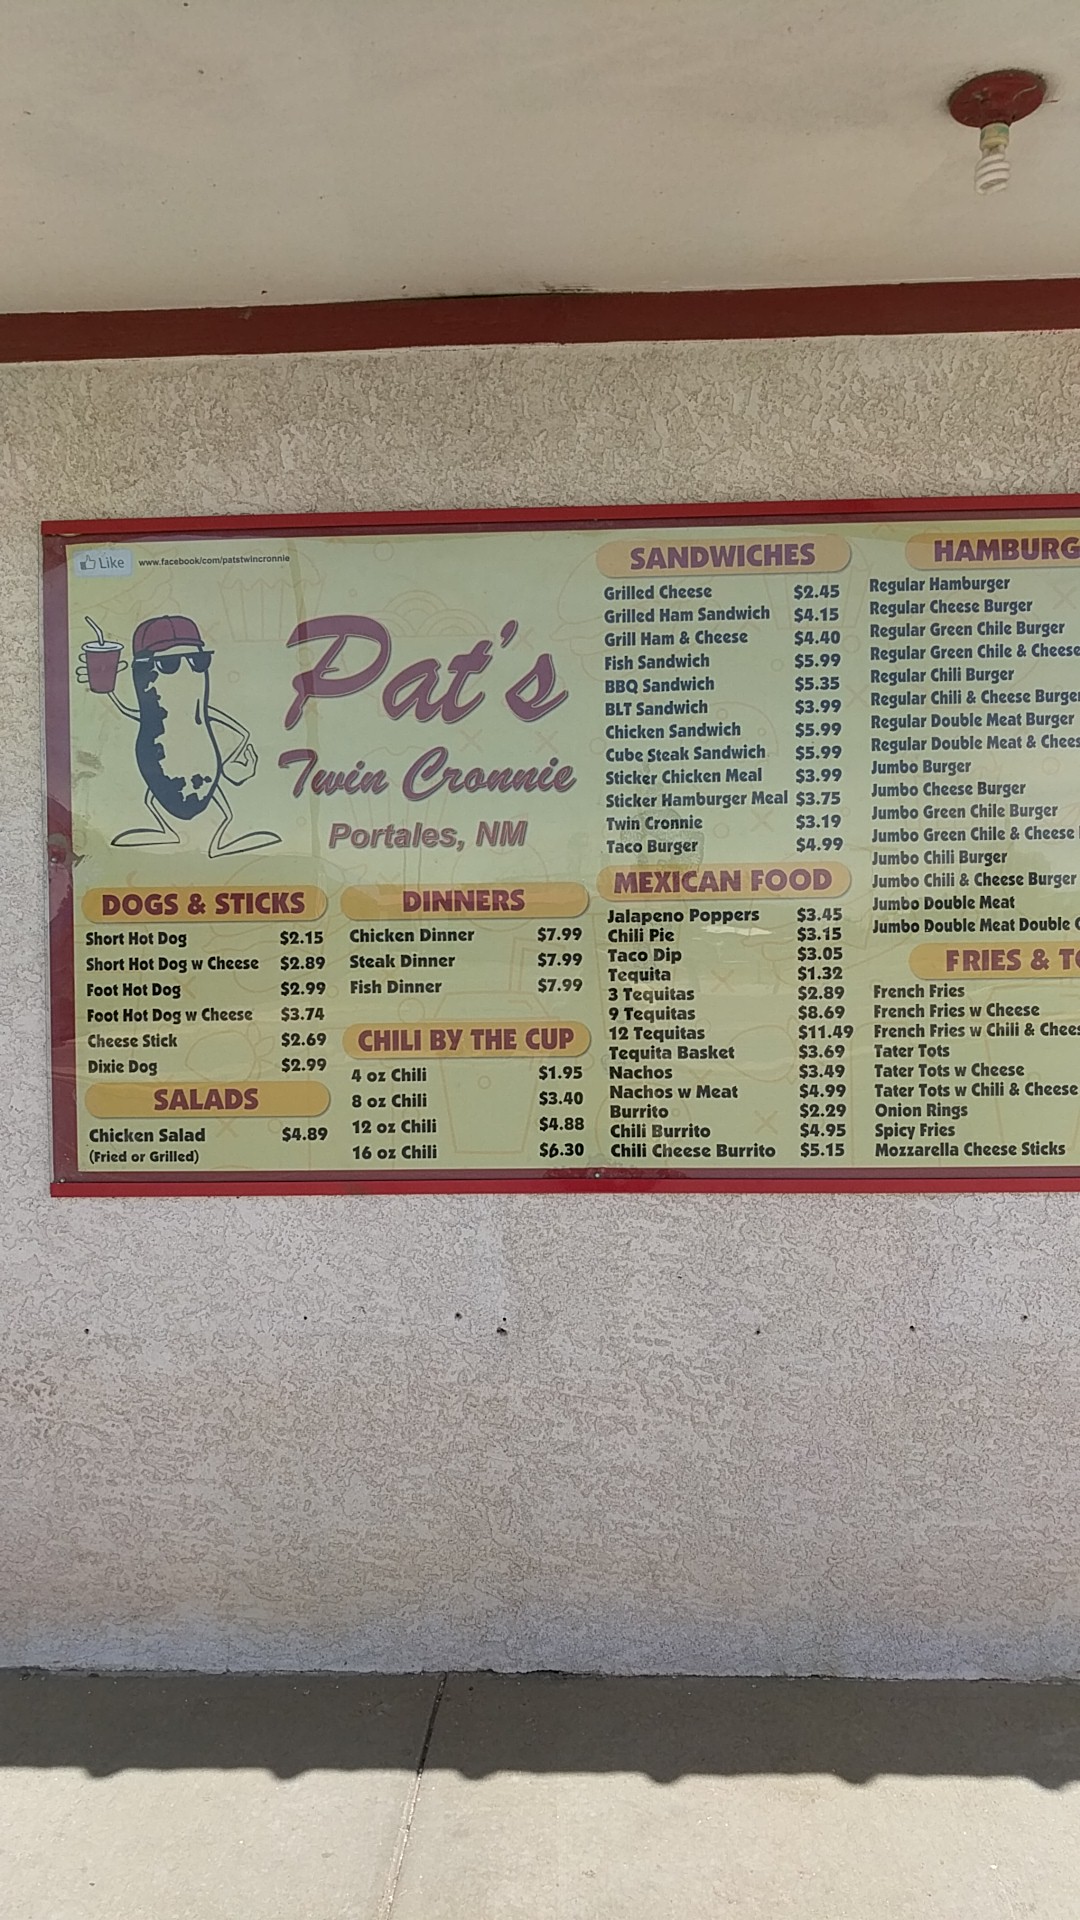 Like www.facebook/com/patstwincronnie
Pat's
Twin Cronnie
Portales, NM
DOGS & STICKS
Short Hot Dog $2.15
Short Hot Dog w Cheese $2.89
Foot Hot Dog $2.99
Foot Hot Dog w Cheese $3.74
Cheese Stick $2.69
Dixie Dog $2.99
SALADS
Chicken Salad $4.89
(Fried or Grilled)
DINNERS
Chicken Dinner $7.99
Steak Dinner $7.99
Fish Dinner $7.99
CHILI BY THE CUP
4 oz Chili $1.95
8 oz Chili $3.40
12 oz Chili $4.88
16 oz Chili $6.30
SANDWICHES
Grilled Cheese $2.45
Grilled Ham Sandwich $4.15
Grill Ham & Cheese $4.40
Fish Sandwich $5.99
BBQ Sandwich $5.35
BLT Sandwich $3.99
Chicken Sandwich $5.99
Cube Steak Sandwich $5.99
Sticker Chicken Meal $3.99
Sticker Hamburger Meal $3.75
Twin Cronnie $3.19
Taco Burger $4.99
MEXICAN FOOD
Jalapeno Poppers $3.45
Chili Pie $3.15
Taco Dip $3.05
Tequita $1.32
3 Tequitas $2.89
9 Tequitas $8.69
12 Tequitas $11.49
Tequita Basket $3.69
Nachos $3.49
Nachos w Meat $4.99
Burrito $2.29
Chili Burrito $4.95
Chili Cheese Burrito $5.15
HAMBURG
Regular Hamburger
Regular Cheese Burger
Regular Green Chile Burger
Regular Green Chile & Cheese
Regular Chili Burger
Regular Chili & Cheese Burger
Regular Double Meat Burger
Regular Double Meat & Chees
Jumbo Burger
Jumbo Cheese Burger
Jumbo Green Chile Burger
Jumbo Green Chile & Cheese
Jumbo Chili Burger
Jumbo Chili & Cheese Burger
Jumbo Double Meat
Jumbo Double Meat Double
FRIES & TO
French Fries
French Fries w Cheese
French Fries w Chili & Chees
Tater Tots
Tater Tots w Cheese
Tater Tots w Chili & Cheese
Onion Rings
Spicy Fries
Mozzarella Cheese Sticks